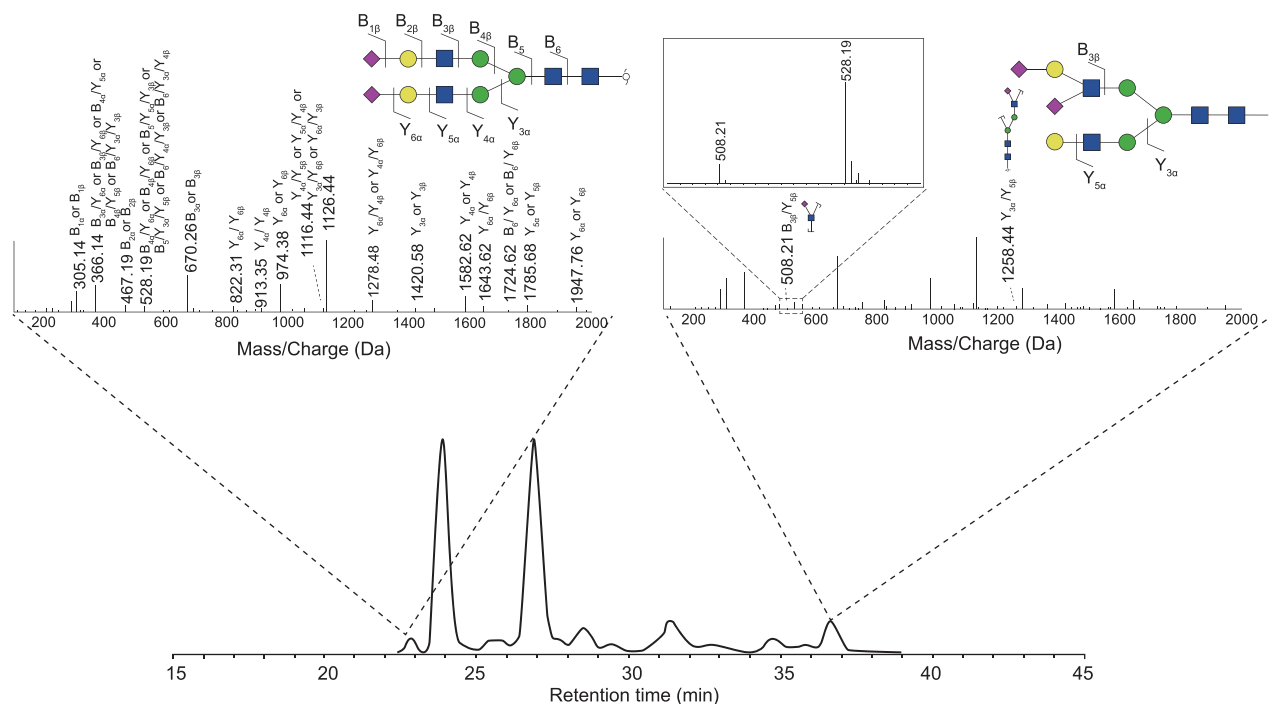 B1β B2β B3β B4β B5 B6
Y6α Y5α Y4α Y3α
305.14 B1α or B1β
366.14 B3α/Y6α or B3β/Y6β or B4α/Y5α or
B4β/Y5β or B6/Y3α/Y3β
467.19 B2α or B2β
528.19 B4α/Y6α or B4β/Y6β or B5/Y5α/Y3β or
B5/Y3α/Y5β or B6/Y4α/Y3β or B6/Y3α/Y4β
670.26 B3α or B3β
822.31 Y6α/Y6β
913.35 Y4α/Y4β
974.38 Y6α or Y6β
1116.44 Y4α/Y5β or Y5α/Y4β or
Y3α/Y6β or Y6α/Y3β
1126.44
1278.48 Y6α/Y4β or Y4α/Y6β
1420.58 Y3α or Y3β
1582.62 Y4α or Y4β
1643.62 Y6α/Y6β
1724.62 B6/Y6α or B6/Y6β
1785.68 Y5α or Y5β
1947.76 Y6α or Y6β
200 400 600 800 1000 1200 1400 1600 1800 2000
Mass/Charge (Da)
508.21
528.19
B3β
Y5α
Y3α
508.21 B3β/Y5β
1258.44 Y3α/Y5β
200 400 600 800 1000 1200 1400 1600 1800 2000
Mass/Charge (Da)
15 20 25 30 35 40 45
Retention time (min)